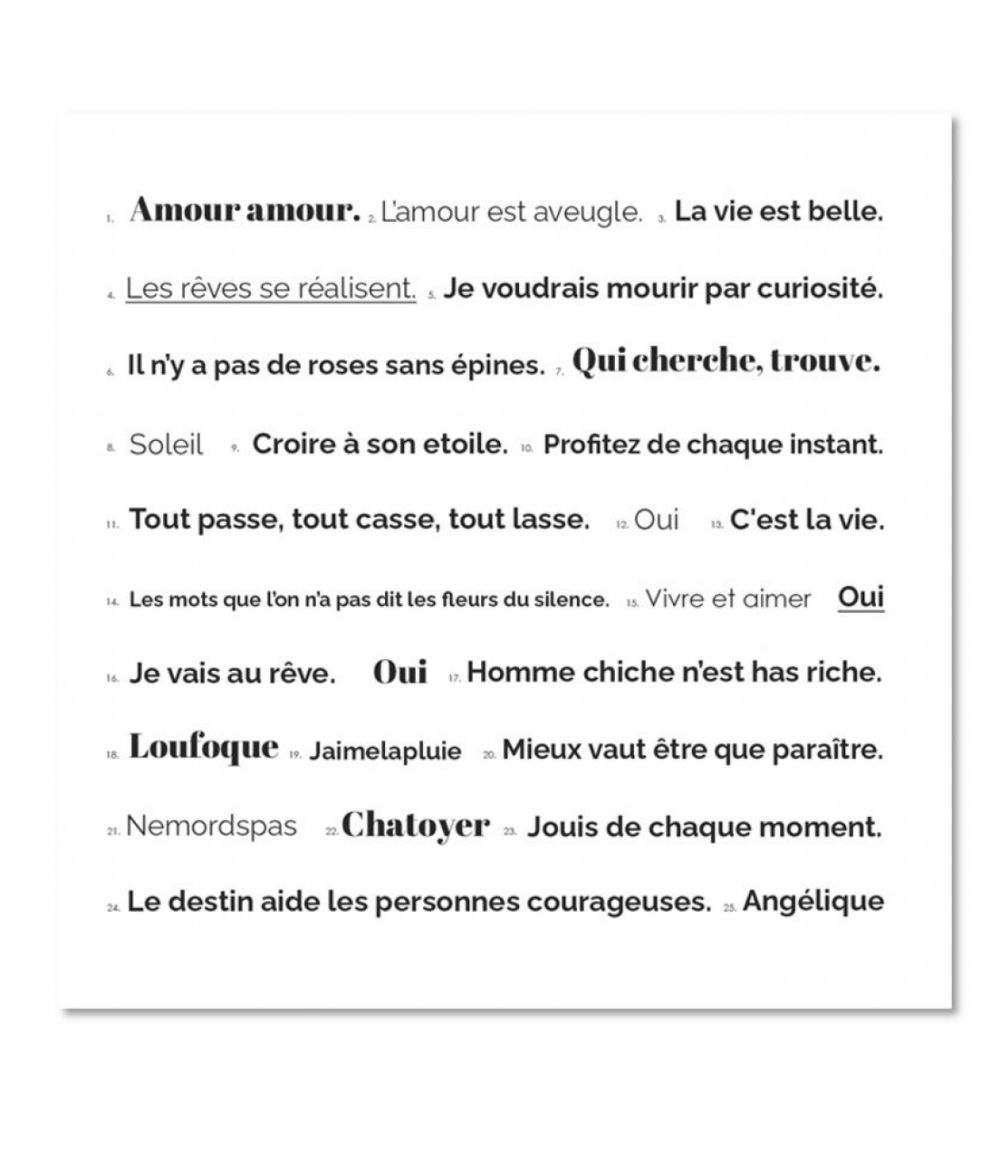 1. Amour amour. 2. L'amour est aveugle. 3. La vie est belle.
4. Les rêves se réalisent. 5. Je voudrais mourir par curiosité.
6. Il n'y a pas de roses sans épines. 7. Qui cherche, trouve.
8. Soleil 9. Croire à son etoile. 10. Profitez de chaque instant.
11. Tout passe, tout casse, tout lasse. 12. Oui 13. C'est la vie.
14. Les mots que l'on n'a pas dit les fleurs du silence. 15. Vivre et aimer Oui
16. Je vais au rêve. Oui 17. Homme chiche n'est has riche.
18. Loufoque 19. Jaimelapluie 20. Mieux vaut être que paraître.
21. Nemordspas 22. Chatoyer 23. Jouis de chaque moment.
24. Le destin aide les personnes courageuses. 25. Angélique